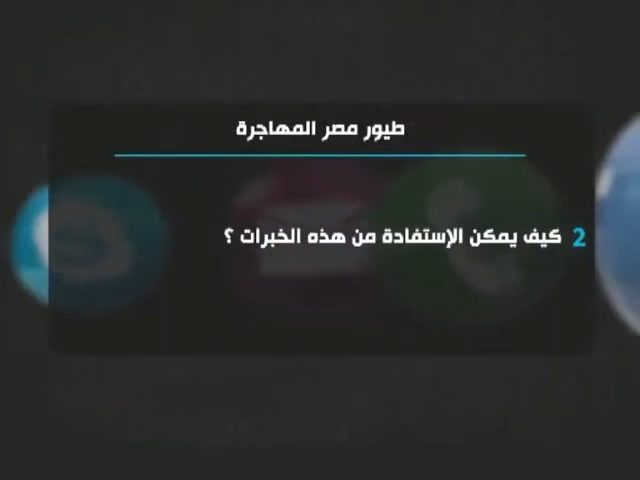 طيور مصر المهاجرة
2 كيف يمكن الإستفادة من هذه الخبرات ؟